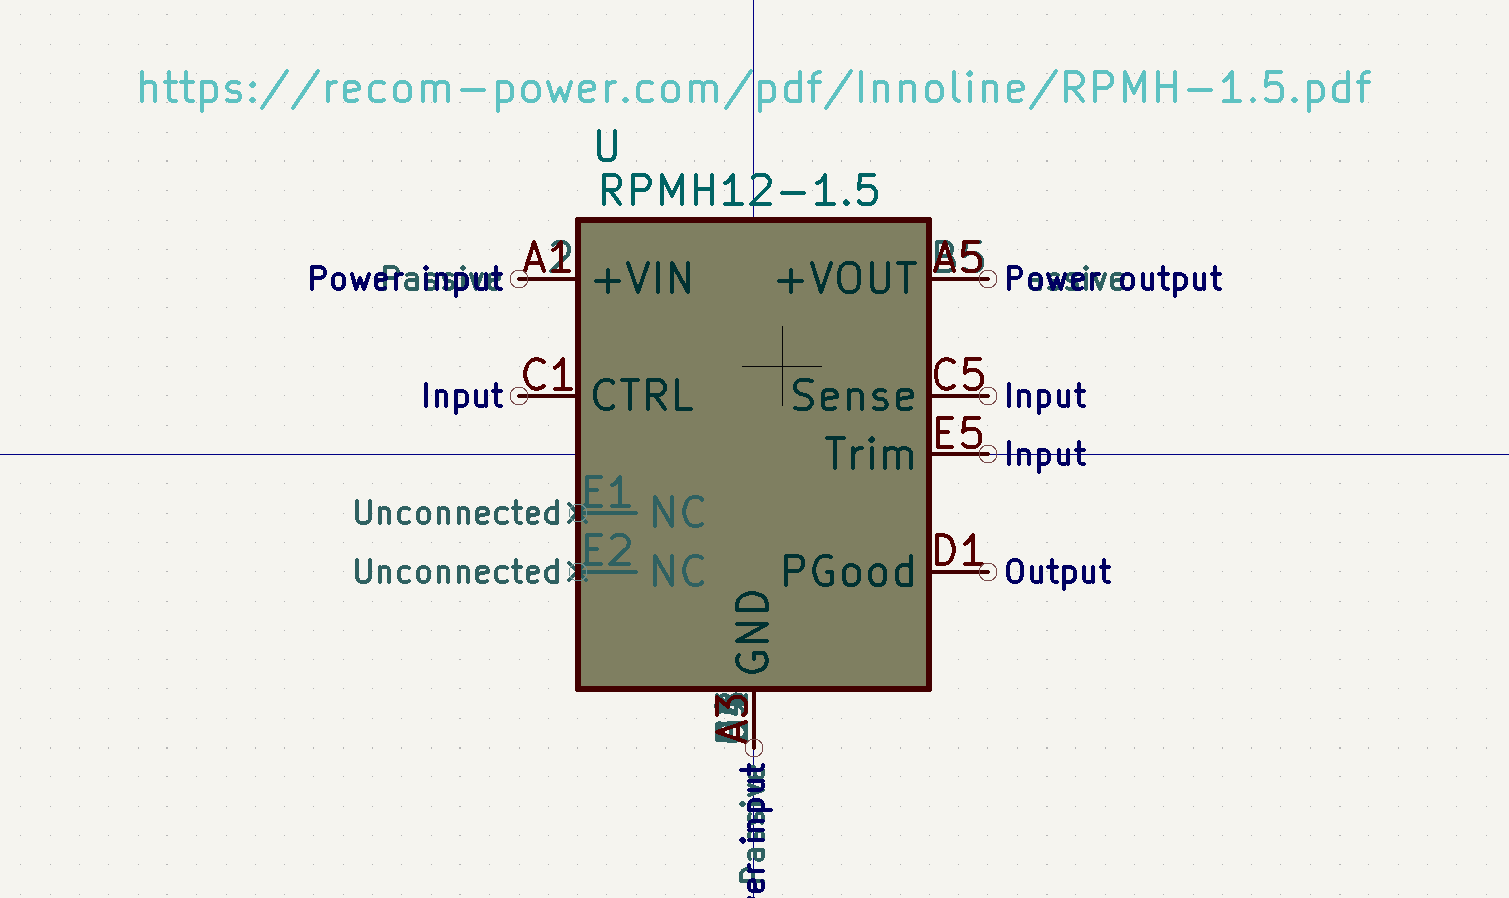 https://recom-power.com/pdf/Innoline/RPMH-1.5.pdf
U
RPMH12-1.5
Power input A1 +VIN +VOUT A5 Power output
Input C1 CTRL Sense C5 Input
Trim E5 Input
Unconnected E1 NC
Unconnected E2 NC PGood D1 Output
GND
A3
input